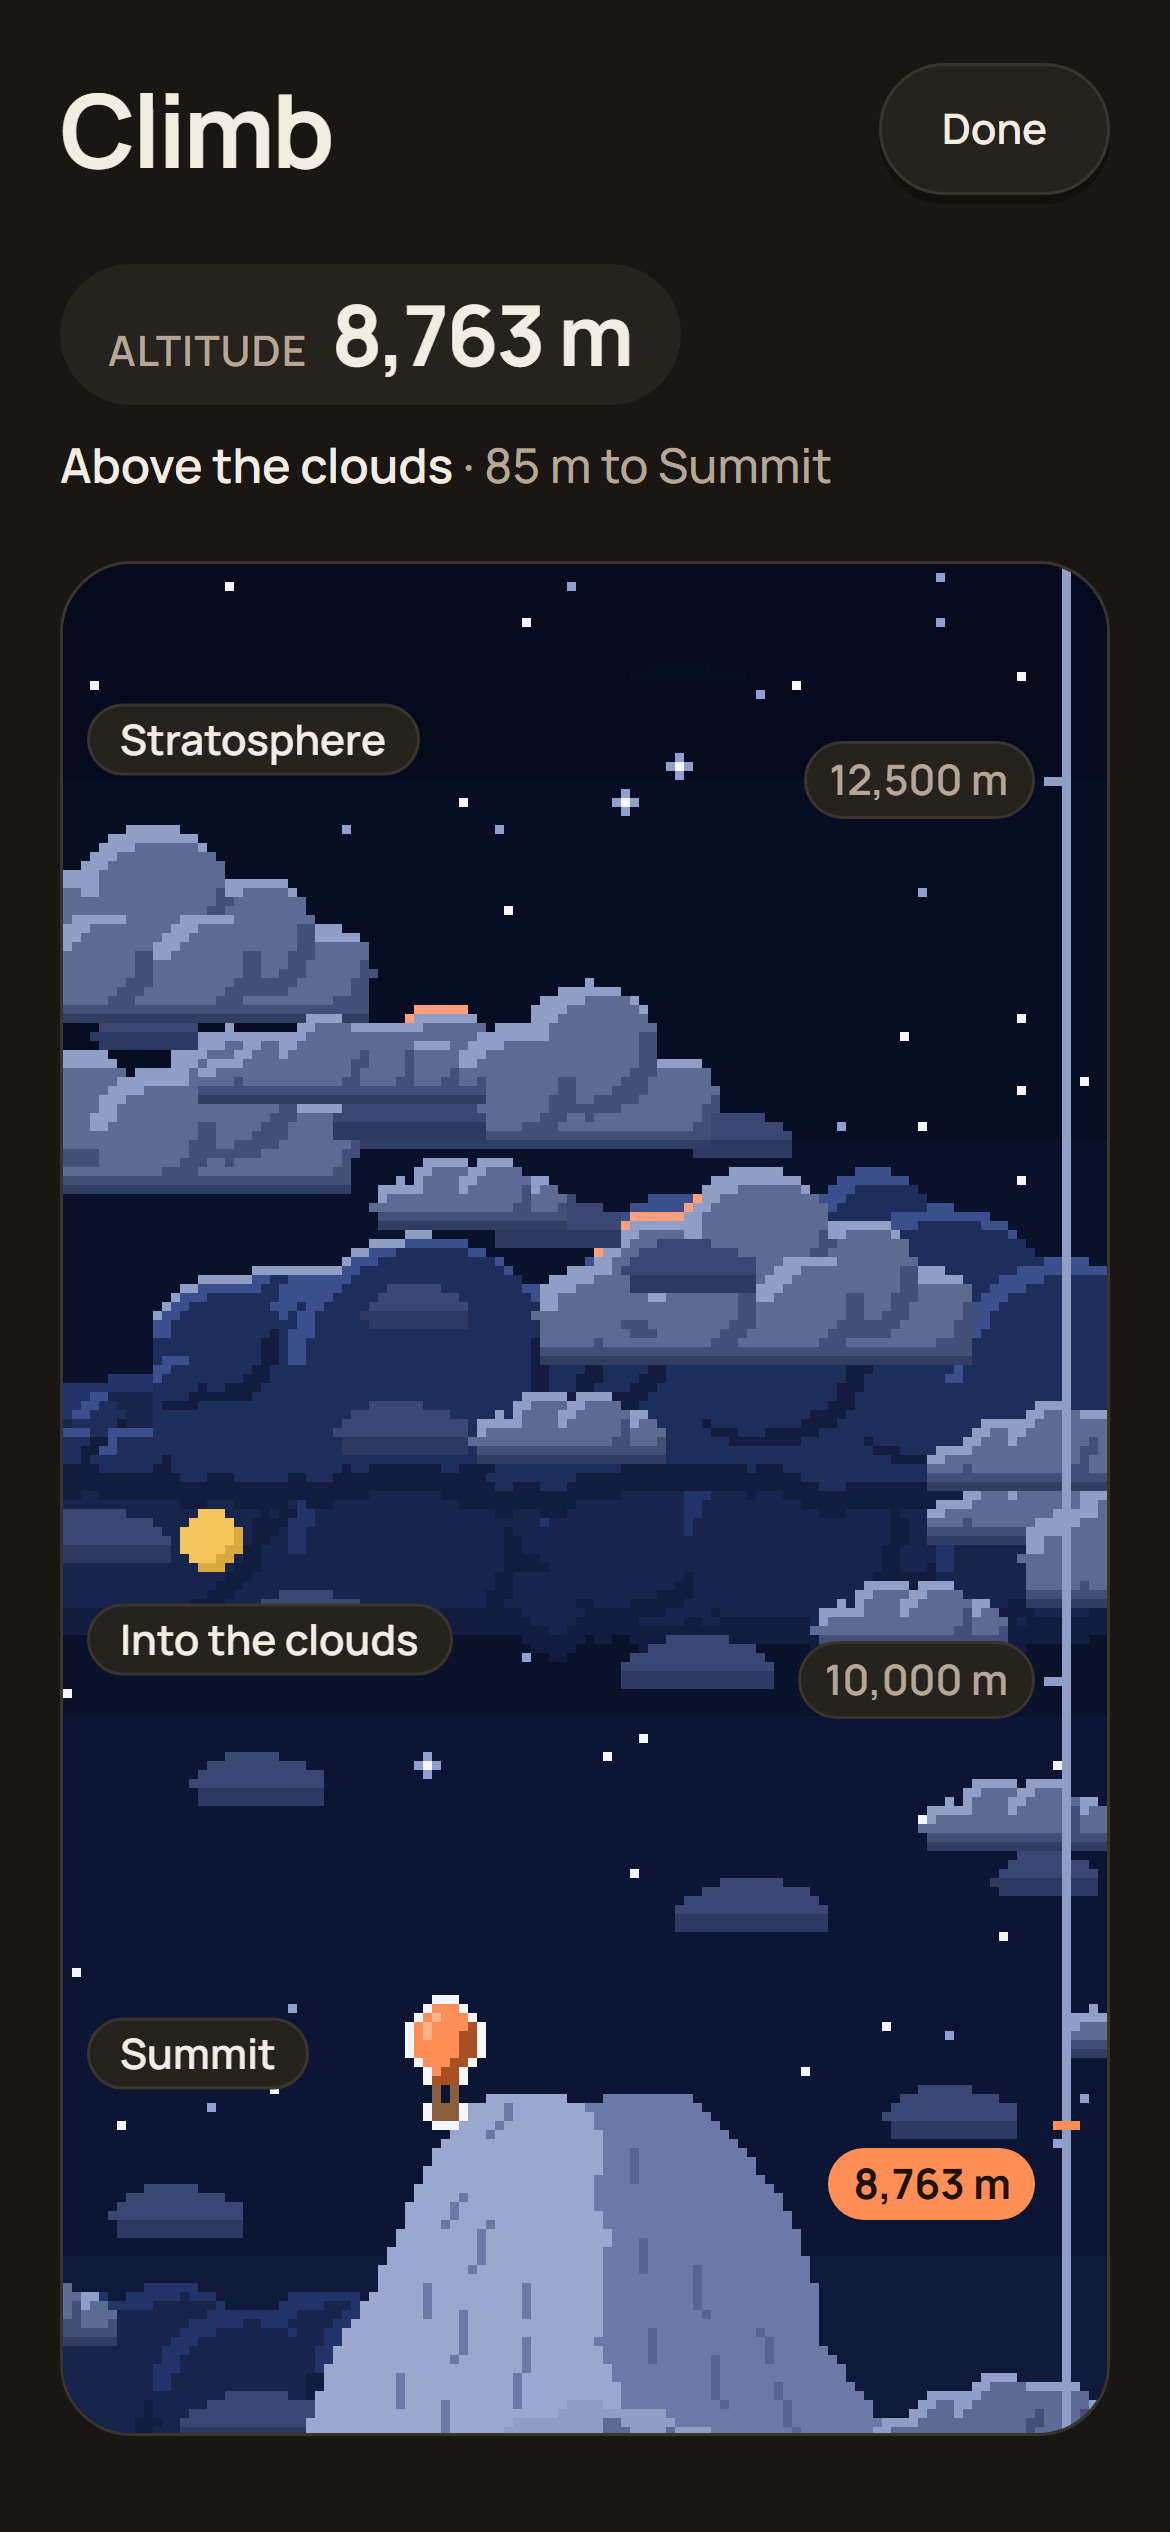 Climb
Done
ALTITUDE 8,763 m
Above the clouds · 85 m to Summit
Stratosphere
12,500 m
Into the clouds
10,000 m
Summit
8,763 m